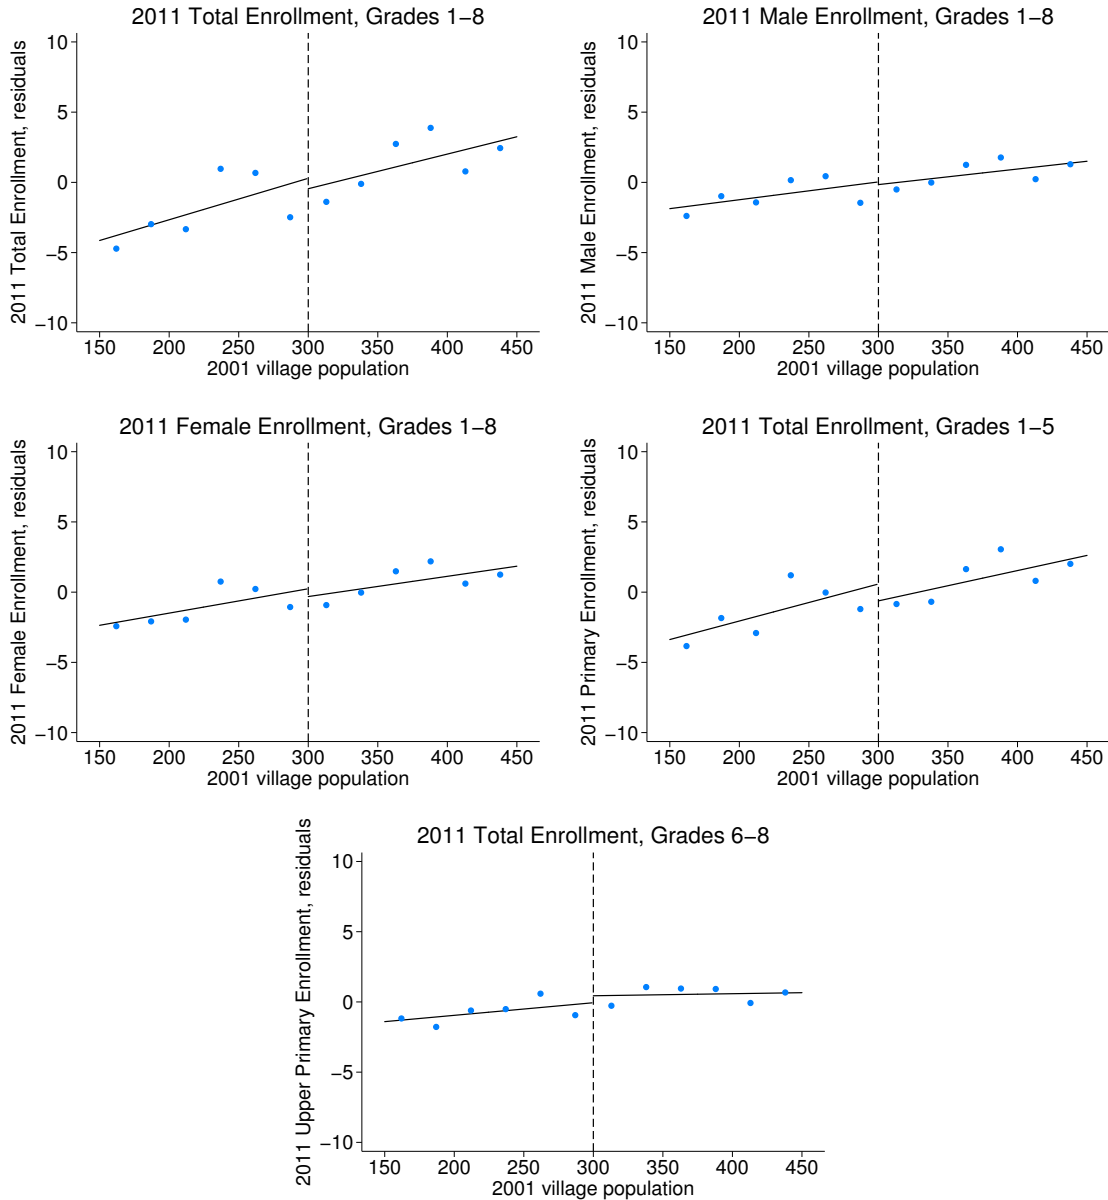 2011 Total Enrollment, Grades 1−8
2011 Total Enrollment, residuals
10
5
0
−5
−10
150 200 250 300 350 400 450
2001 village population
2011 Male Enrollment, Grades 1−8
2011 Male Enrollment, residuals
10
5
0
−5
−10
150 200 250 300 350 400 450
2001 village population
2011 Female Enrollment, Grades 1−8
2011 Female Enrollment, residuals
10
5
0
−5
−10
150 200 250 300 350 400 450
2001 village population
2011 Total Enrollment, Grades 1−5
2011 Primary Enrollment, residuals
10
5
0
−5
−10
150 200 250 300 350 400 450
2001 village population
2011 Total Enrollment, Grades 6−8
2011 Upper Primary Enrollment, residuals
10
5
0
−5
−10
150 200 250 300 350 400 450
2001 village population